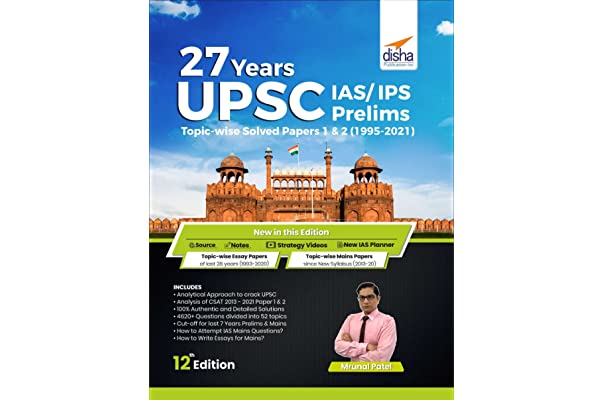 disha
Publication Inc
27 Years
UPSC IAS/IPS
Prelims
Topic-wise Solved Papers 1 & 2 (1995-2021)
New in this Edition
Source Notes Strategy Videos New IAS Planner
Topic-wise Essay Papers
of last 28 years (1993-2020)
Topic-wise Mains Papers
since New Syllabus (2013-20)
INCLUDES
• Analytical Approach to crack UPSC
• Analysis of CSAT 2013 - 2021 Paper 1 & 2
• 100% Authentic and Detailed Solutions
• 4620+ Questions divided into 52 topics
• Cut-off for last 7 Years Prelims & Mains
• How to Attempt IAS Mains Questions?
• How to Write Essays for Mains?
12th Edition
Mrunal Patel